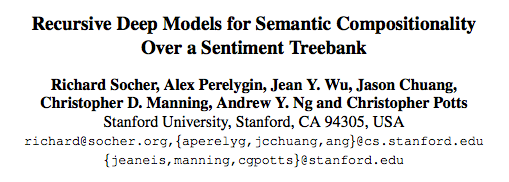 Recursive Deep Models for Semantic Compositionality
Over a Sentiment Treebank
Richard Socher, Alex Perelygin, Jean Y. Wu, Jason Chuang,
Christopher D. Manning, Andrew Y. Ng and Christopher Potts
Stanford University, Stanford, CA 94305, USA
richard@socher.org,{aperelyg,jcchuang,ang}@cs.stanford.edu
{jeaneis,manning,cgpotts}@stanford.edu